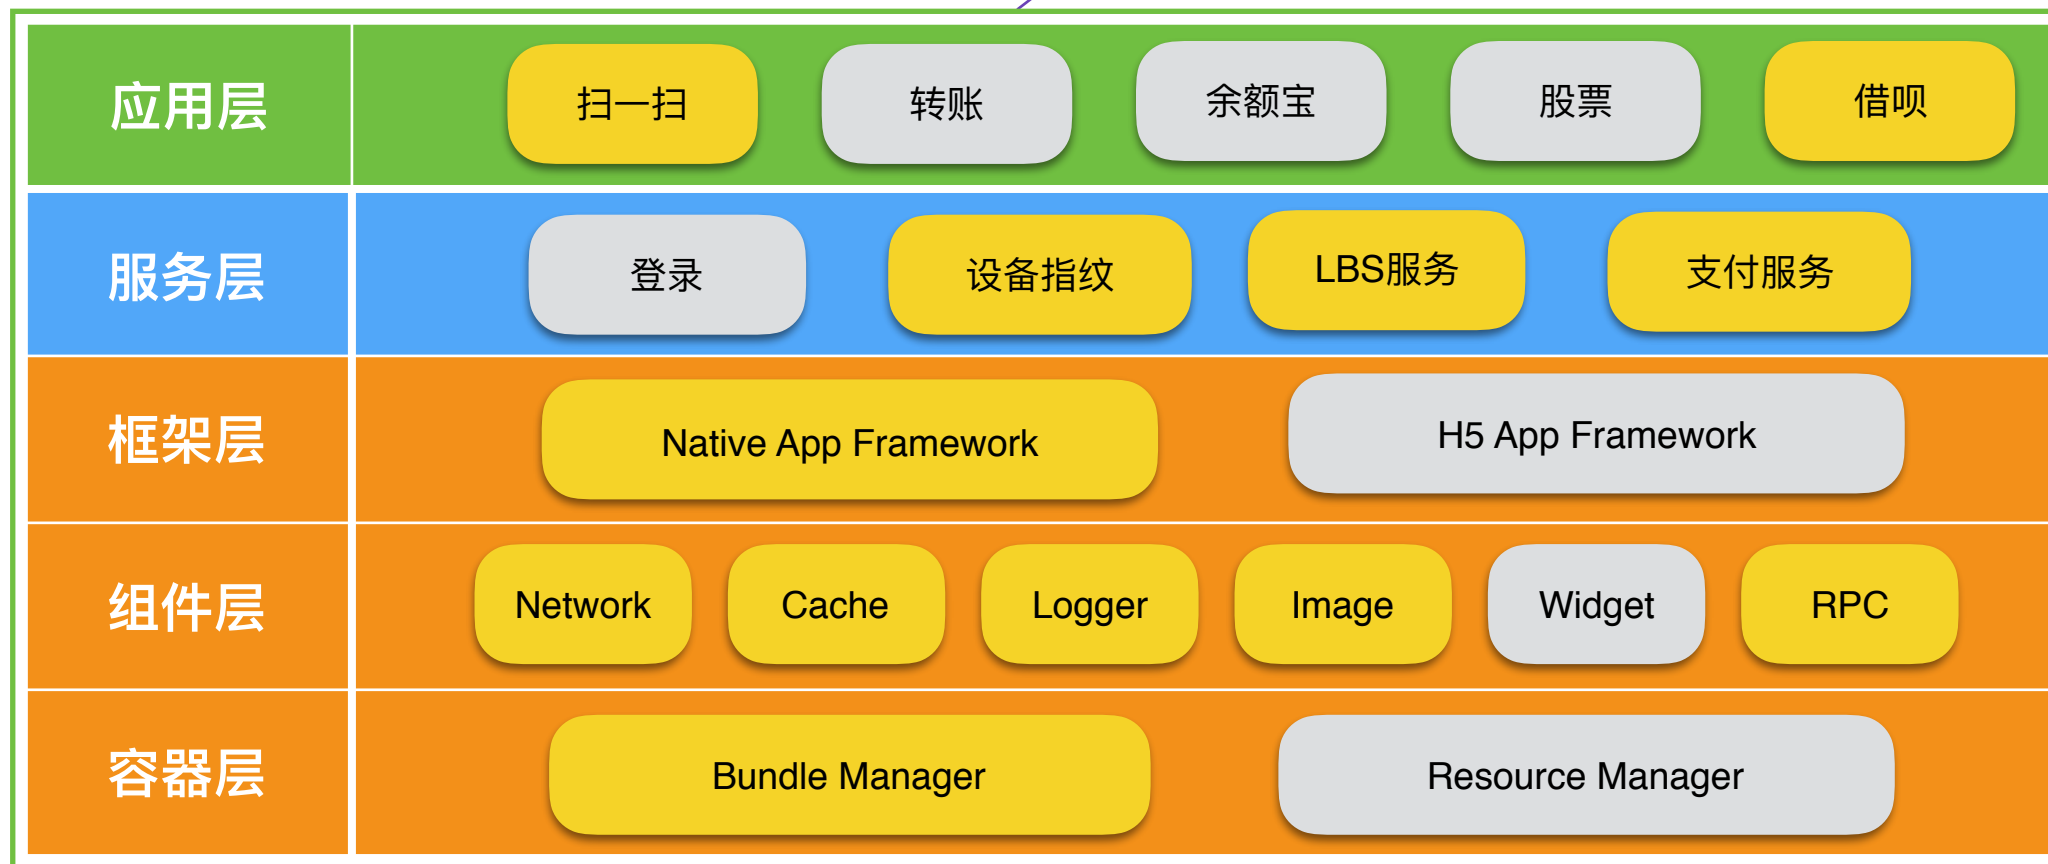 应用层
扫一扫
转账
余额宝
股票
借呗
服务层
登录
设备指纹
LBS服务
支付服务
框架层
Native App Framework
H5 App Framework
组件层
Network
Cache
Logger
Image
Widget
RPC
容器层
Bundle Manager
Resource Manager